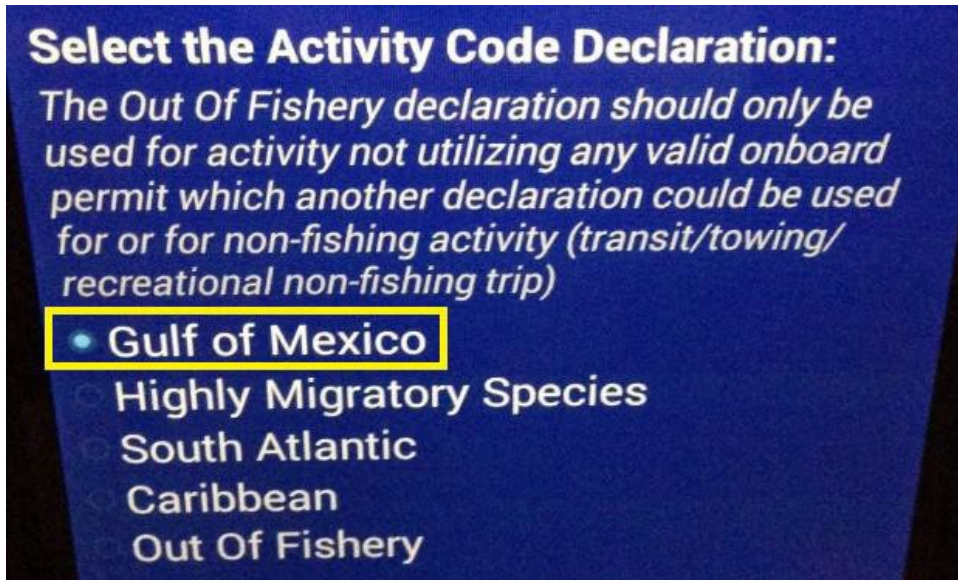 Select the Activity Code Declaration:
The Out Of Fishery declaration should only be
used for activity not utilizing any valid onboard
permit which another declaration could be used
for or for non-fishing activity (transit/towing/
recreational non-fishing trip)
Gulf of Mexico
Highly Migratory Species
South Atlantic
Caribbean
Out Of Fishery